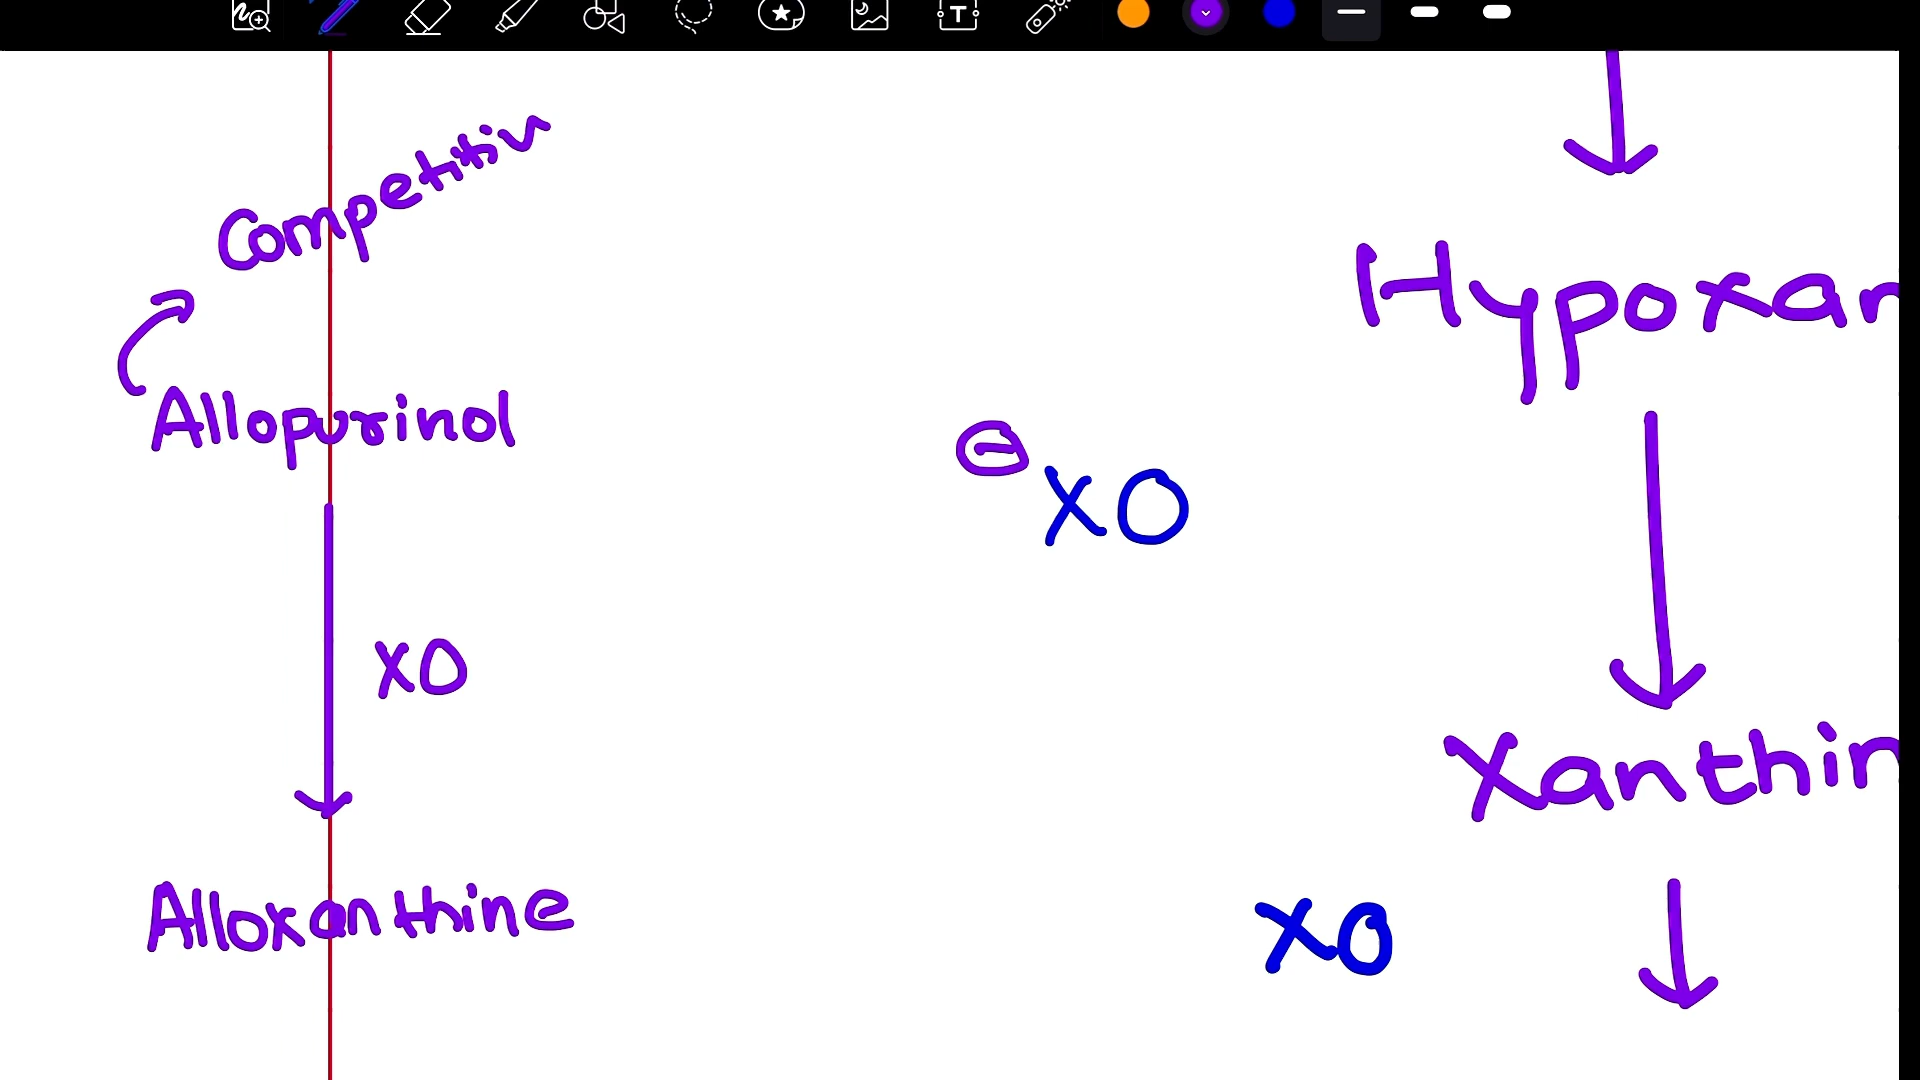 Competitiv
Allopurinol
XO
Alloxanthine
Hypoxan
XO
Xanthin
XO